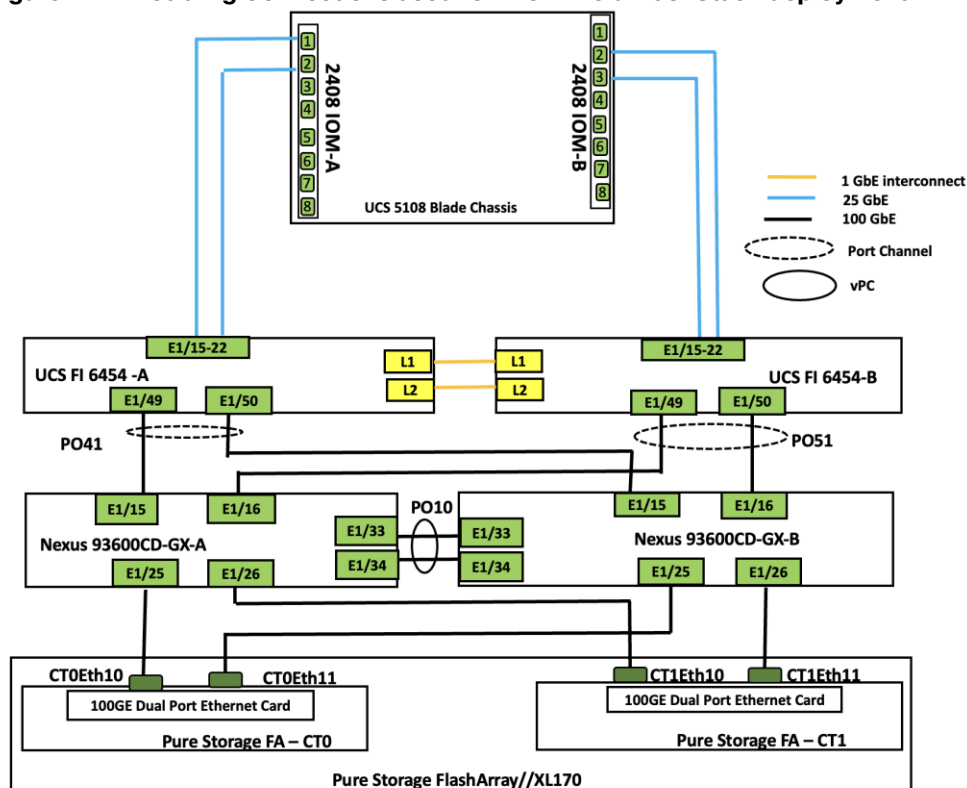 1
2
3
4
5
6
7
8
2408 IOM-A
1
2
3
4
5
6
7
8
2408 IOM-B
UCS 5108 Blade Chassis
1 GbE interconnect
25 GbE
100 GbE
Port Channel
vPC
E1/15-22
UCS FI 6454 -A
L1
L2
E1/49
E1/50
E1/15-22
UCS FI 6454-B
L1
L2
E1/49
E1/50
PO41
PO51
E1/15
E1/16
Nexus 93600CD-GX-A
E1/33
E1/34
E1/25
E1/26
PO10
E1/15
E1/16
E1/33
E1/34
Nexus 93600CD-GX-B
E1/25
E1/26
CT0Eth10
CT0Eth11
100GE Dual Port Ethernet Card
Pure Storage FA – CT0
CT1Eth10
CT1Eth11
100GE Dual Port Ethernet Card
Pure Storage FA – CT1
Pure Storage FlashArray//XL170